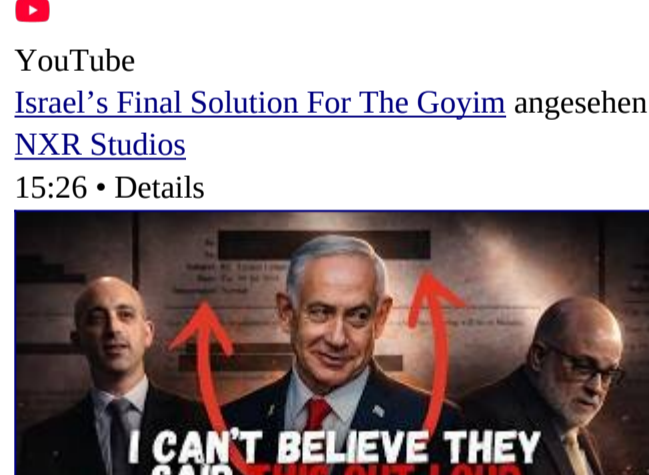 YouTube
Israel’s Final Solution For The Goyim angesehen
NXR Studios
15:26 • Details
I CAN'T BELIEVE THEY